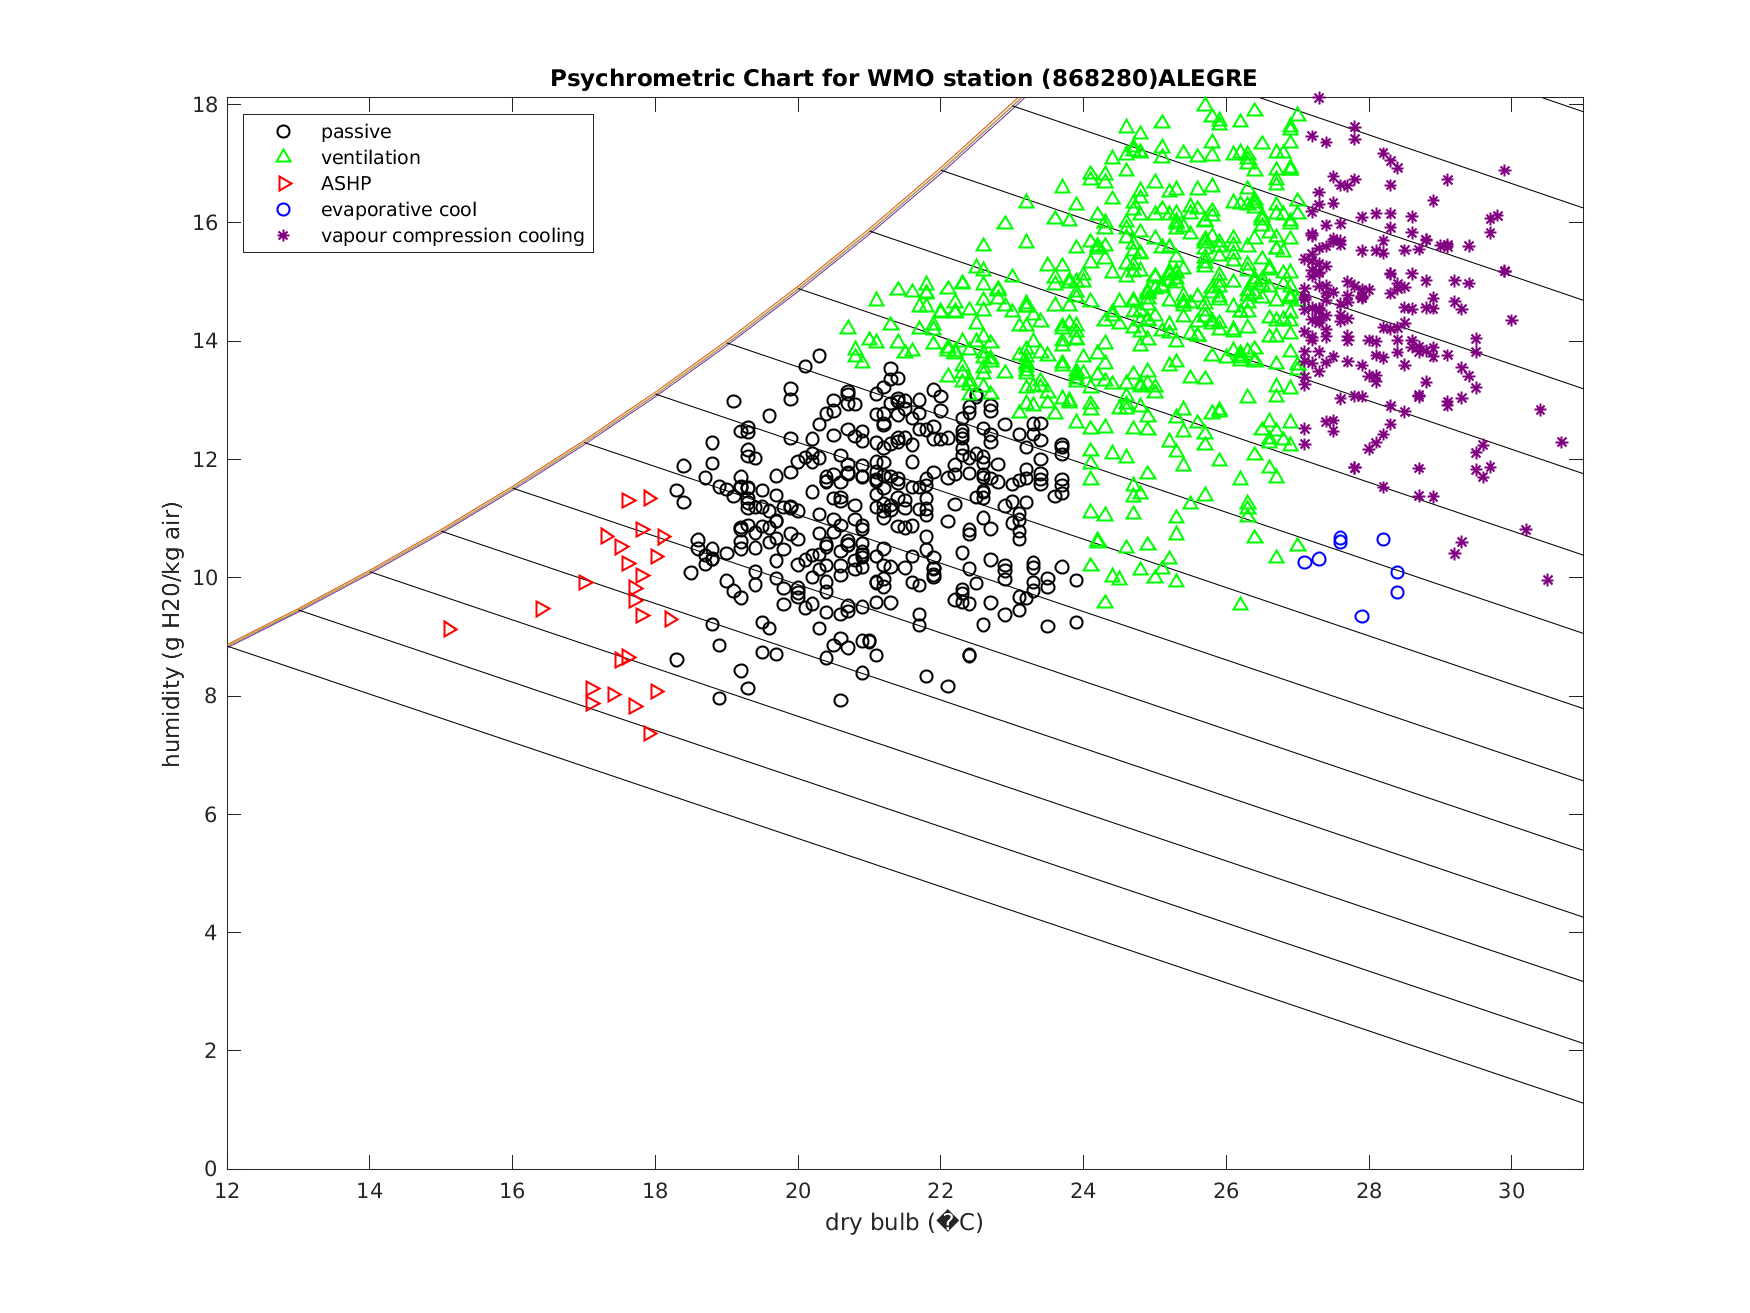 Psychrometric Chart for WMO station (868280)ALEGRE
passive
ventilation
ASHP
evaporative cool
vapour compression cooling
18
16
14
12
10
8
6
4
2
0
humidity (g H20/kg air)
12 14 16 18 20 22 24 26 28 30
dry bulb (�C)